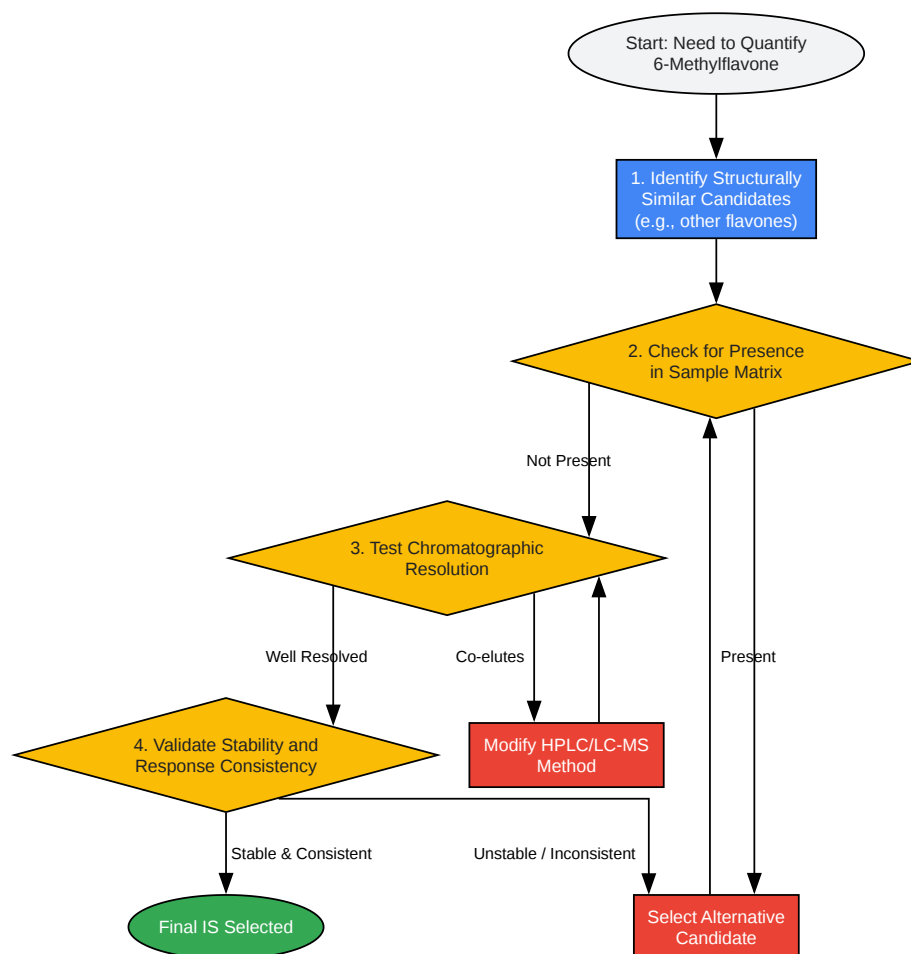 Start: Need to Quantify
6-Methylflavone
1. Identify Structurally
Similar Candidates
(e.g., other flavones)
2. Check for Presence
in Sample Matrix
Not Present
3. Test Chromatographic
Resolution
Well Resolved
Co-elutes
Present
4. Validate Stability and
Response Consistency
Modify HPLC/LC-MS
Method
Stable & Consistent
Unstable / Inconsistent
Final IS Selected
Select Alternative
Candidate